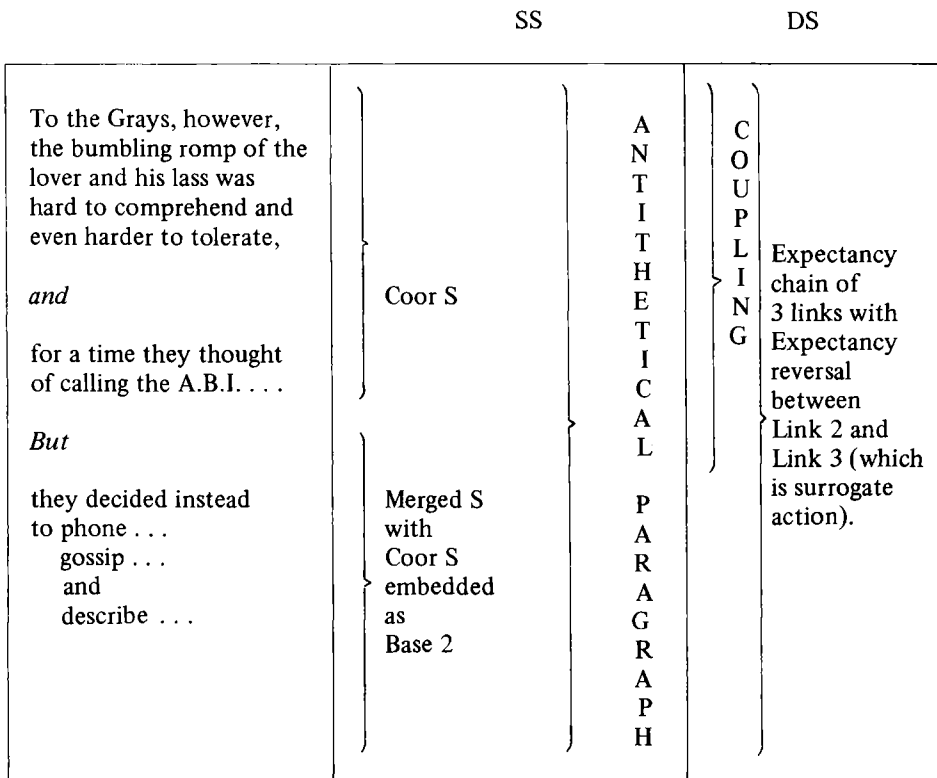 SS DS
To the Grays, however,
the bumbling romp of the
lover and his lass was
hard to comprehend and
even harder to tolerate,
and
for a time they thought
of calling the A.B.I. . . .
But
they decided instead
to phone . . .
gossip . . .
and
describe . . .
Coor S
Merged S
with
Coor S
embedded
as
Base 2
A
N
T
I
T
H
E
T
I
C
A
L
P
A
R
A
G
R
A
P
H
C
O
U
P
L
I
N
G
Expectancy
chain of
3 links with
Expectancy
reversal
between
Link 2 and
Link 3 (which
is surrogate
action).